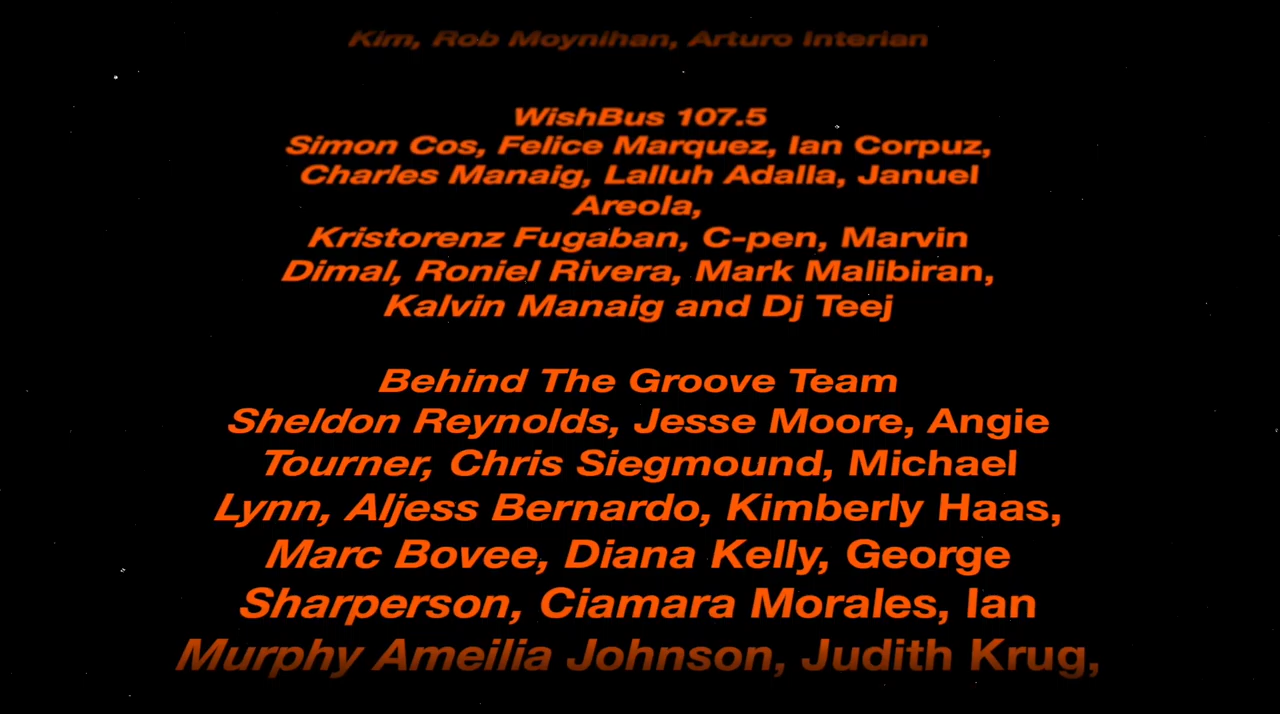 Kim, Rob Moynihan, Arturo Interian
WishBus 107.5
Simon Cos, Felice Marquez, Ian Corpuz,
Charles Manaig, Lalluh Adalla, Januel
Areola,
Kristorenz Fugaban, C-pen, Marvin
Dimal, Roniel Rivera, Mark Malibiran,
Kalvin Manaig and Dj Teej
Behind The Groove Team
Sheldon Reynolds, Jesse Moore, Angie
Tourner, Chris Siegmound, Michael
Lynn, Aljess Bernardo, Kimberly Haas,
Marc Bovee, Diana Kelly, George
Sharperson, Ciamara Morales, Ian
Murphy Ameilia Johnson, Judith Krug,